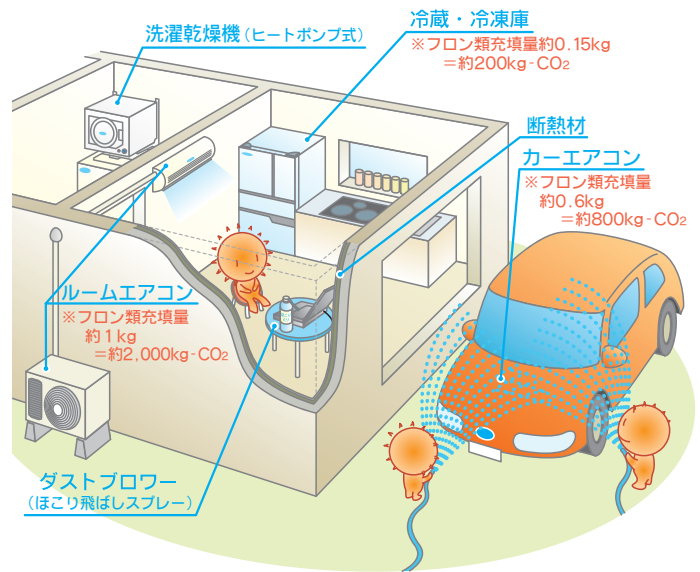 洗濯乾燥機（ヒートポンプ式）
冷蔵・冷凍庫
※フロン類充填量約0.15kg
＝約200kg-CO2
断熱材
カーエアコン
※フロン類充填量
約0.6kg
＝約800kg-CO2
ルームエアコン
※フロン類充填量
約１kg
＝約2,000kg-CO2
ダストブロワー
（ほこり飛ばしスプレー）